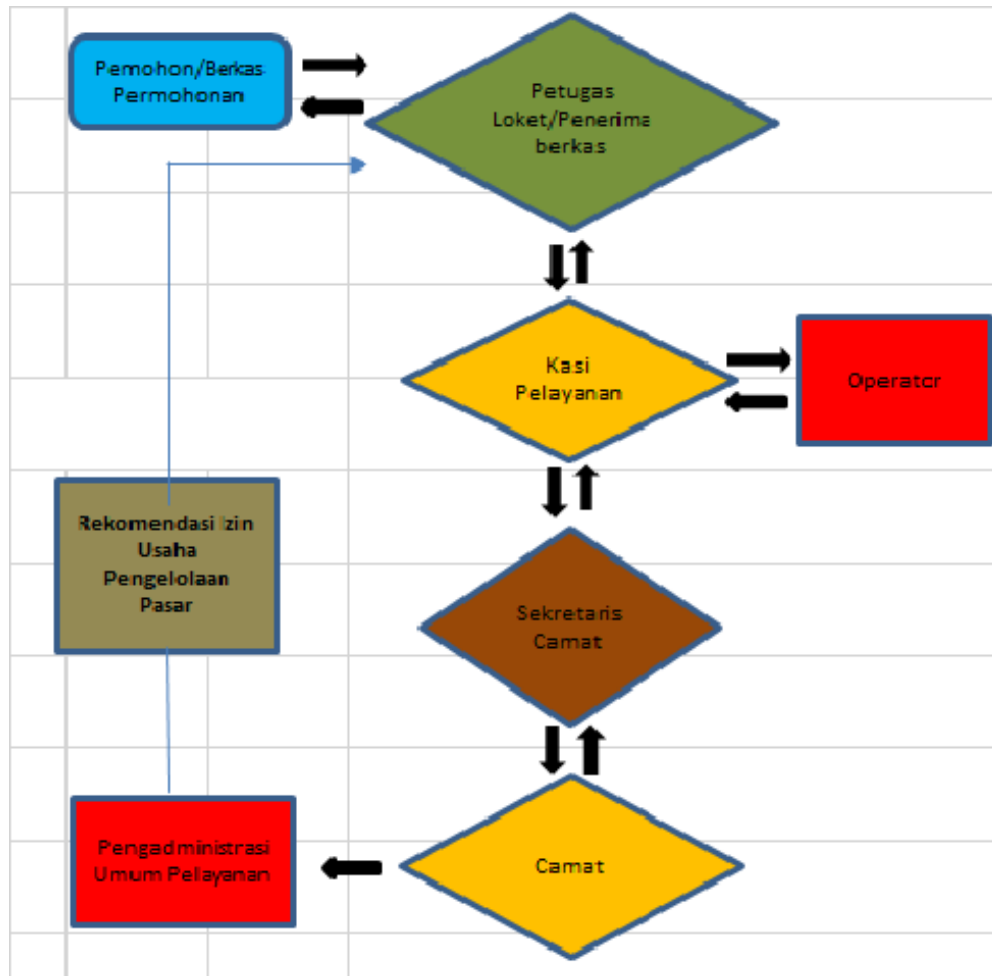 Pemohon/Berkas
Permohonan
Petugas
Loket/Penerima
berkas
Kasi
Pelayanan
Operator
Rekomendasi Izin
Usaha
Pengelolaan
Pasar
Sekretaris
Camat
Pengadministrasi
Umum Pelayanan
Camat